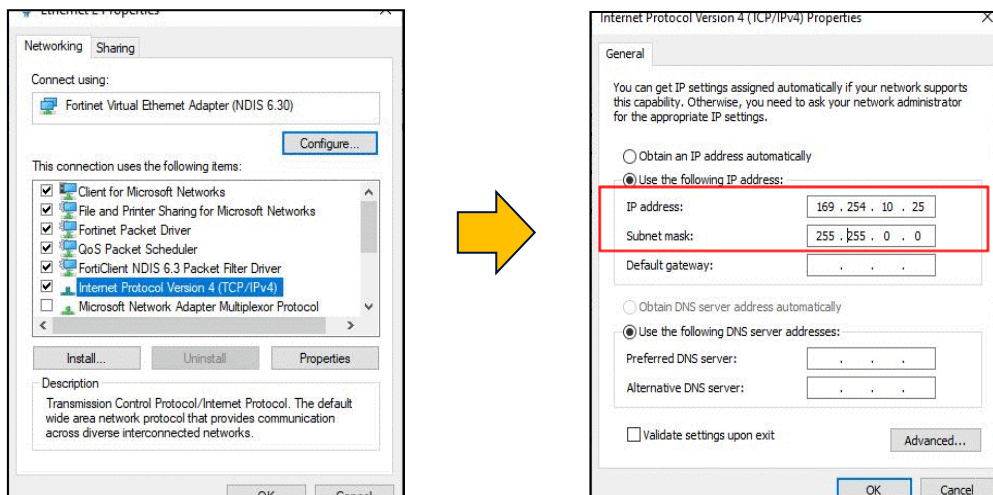 Ethernet 2 Properties
Networking
Sharing
Connect using:
Fortinet Virtual Ethernet Adapter (NDIS 6.30)
Configure...
This connection uses the following items:
Client for Microsoft Networks
File and Printer Sharing for Microsoft Networks
Fortinet Packet Driver
QoS Packet Scheduler
FortiClient NDIS 6.3 Packet Filter Driver
Internet Protocol Version 4 (TCP/IPv4)
Microsoft Network Adapter Multiplexor Protocol
Install...
Uninstall
Properties
Description
Transmission Control Protocol/Internet Protocol. The default
wide area network protocol that provides communication
across diverse interconnected networks.
OK
Cancel
Internet Protocol Version 4 (TCP/IPv4) Properties
General
You can get IP settings assigned automatically if your network supports
this capability. Otherwise, you need to ask your network administrator
for the appropriate IP settings.
Obtain an IP address automatically
Use the following IP address:
IP address:
169 . 254 . 10 . 25
Subnet mask:
255 . 255 . 0 . 0
Default gateway:
. . .
Obtain DNS server address automatically
Use the following DNS server addresses:
Preferred DNS server:
. . .
Alternative DNS server:
. . .
Validate settings upon exit
Advanced...
OK
Cancel